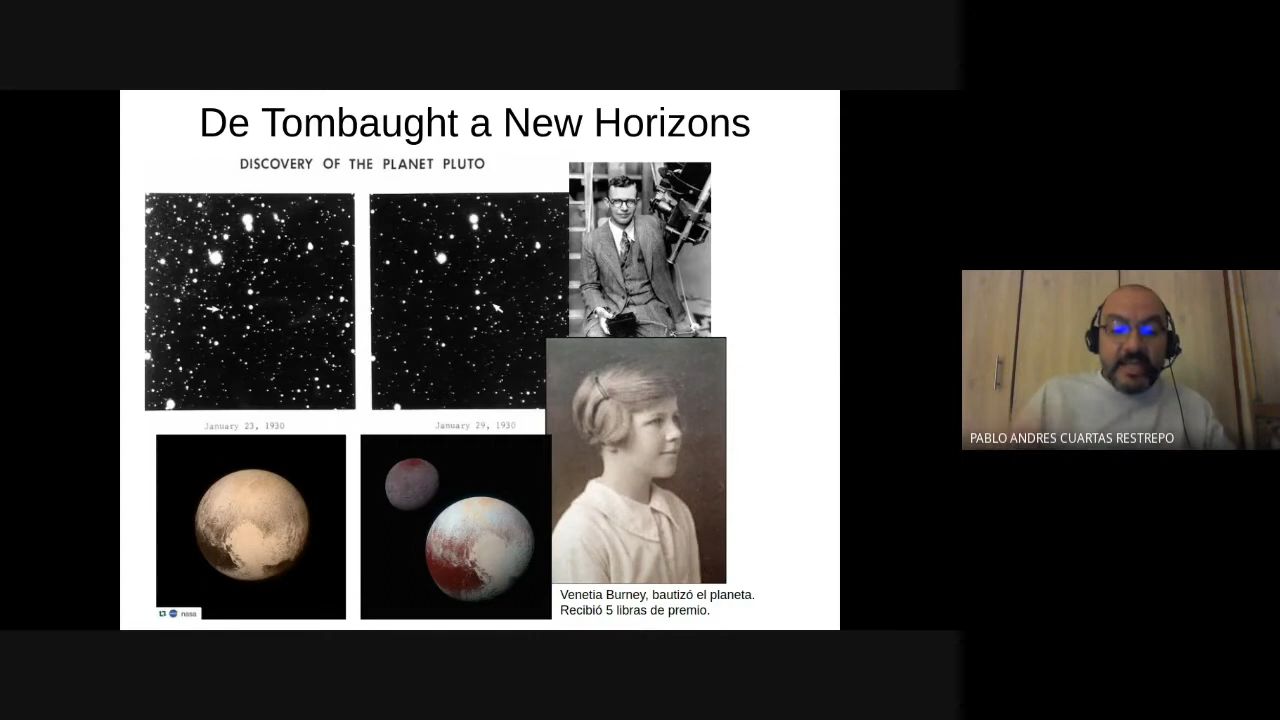 De Tombaught a New Horizons
DISCOVERY OF THE PLANET PLUTO
January 23, 1930
January 29, 1930
nasa
Venetia Burney, bautizó el planeta.
Recibió 5 libras de premio.
PABLO ANDRES CUARTAS RESTREPO